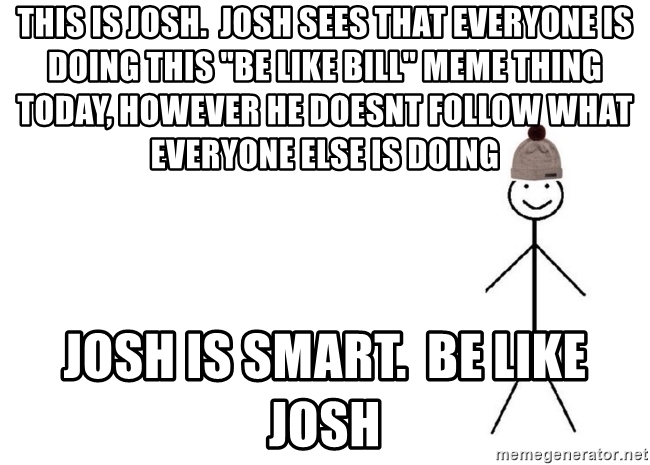 THIS IS JOSH.  JOSH SEES THAT EVERYONE IS
DOING THIS "BE LIKE BILL" MEME THING
TODAY, HOWEVER HE DOESNT FOLLOW WHAT
EVERYONE ELSE IS DOING
JOSH IS SMART.  BE LIKE
JOSH
memegenerator.net